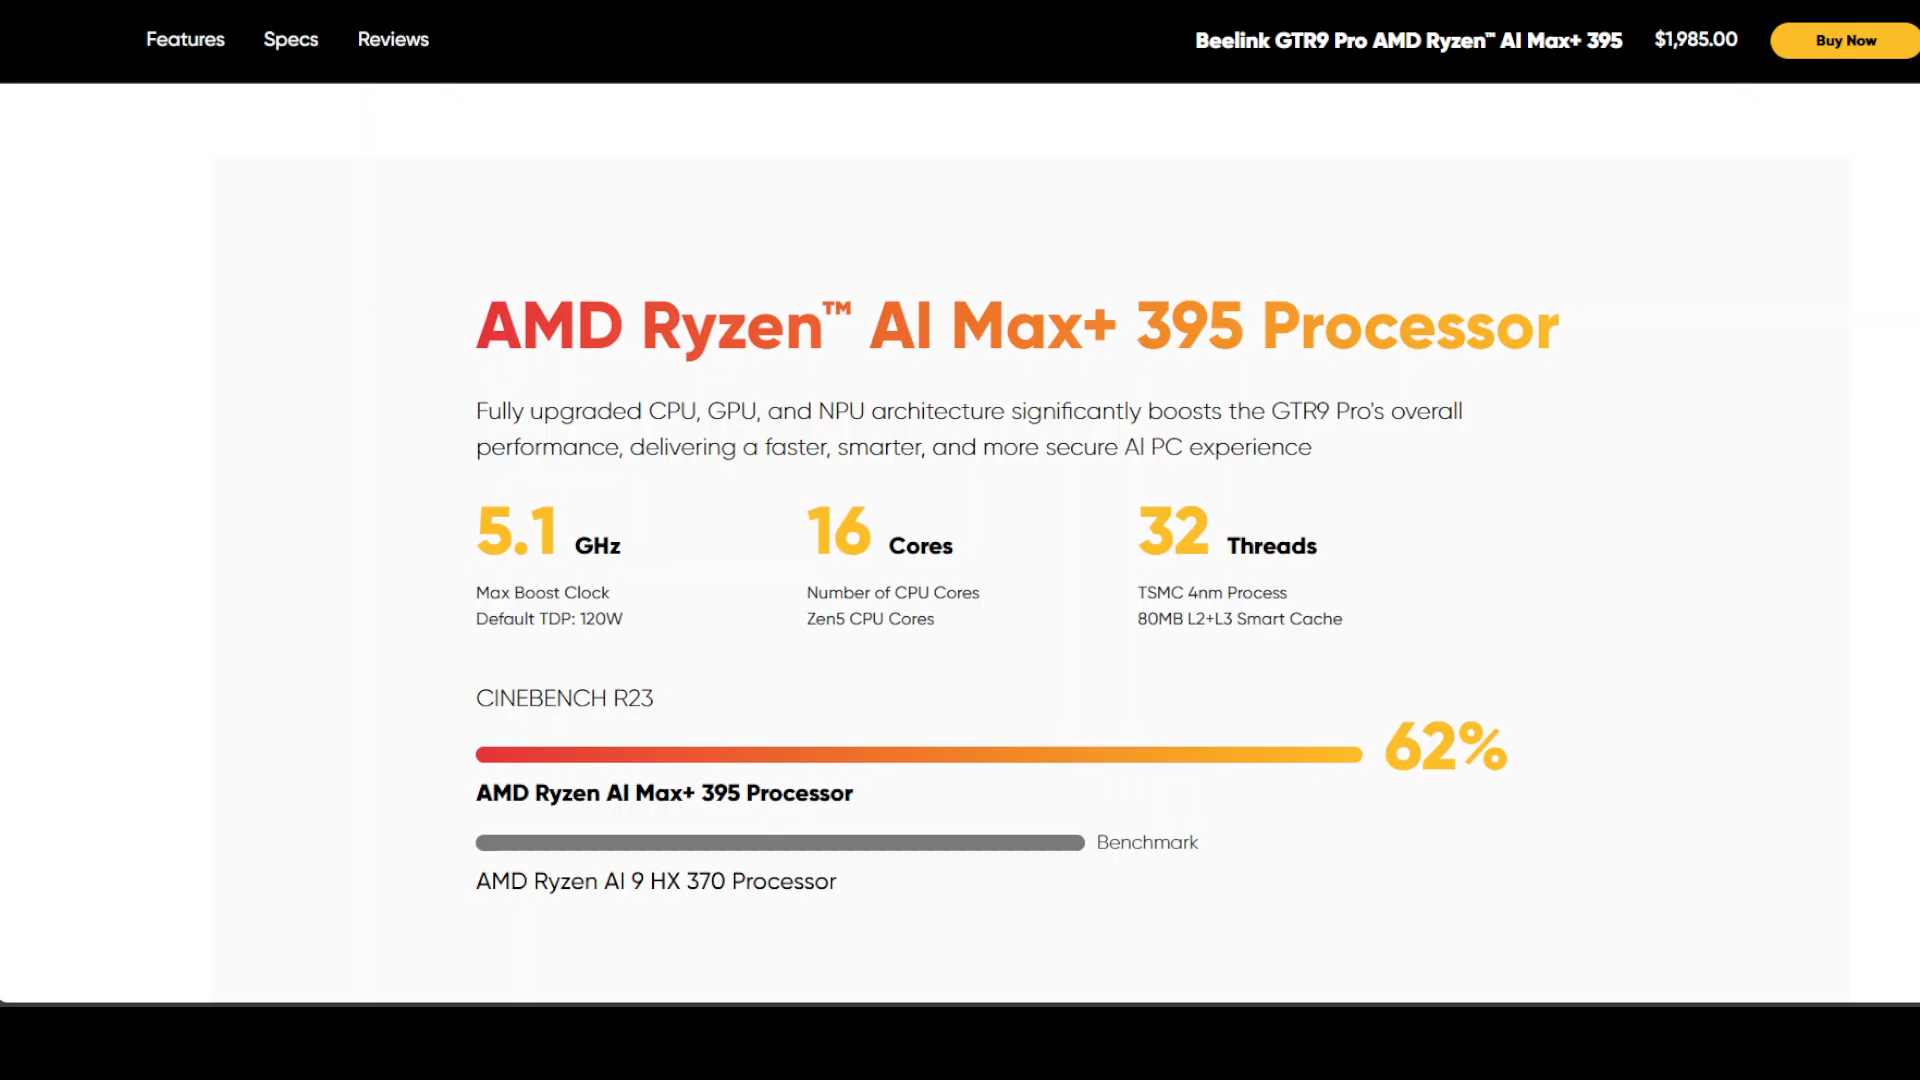 Features Specs Reviews Beelink GTR9 Pro AMD Ryzen™ AI Max+ 395 $1,985.00 Buy Now
AMD Ryzen™ AI Max+ 395 Processor
Fully upgraded CPU, GPU, and NPU architecture significantly boosts the GTR9 Pro's overall
performance, delivering a faster, smarter, and more secure AI PC experience
5.1 GHz 16 Cores 32 Threads
Max Boost Clock Number of CPU Cores TSMC 4nm Process
Default TDP: 120W Zen5 CPU Cores 80MB L2+L3 Smart Cache
CINEBENCH R23
62%
AMD Ryzen AI Max+ 395 Processor
Benchmark
AMD Ryzen AI 9 HX 370 Processor